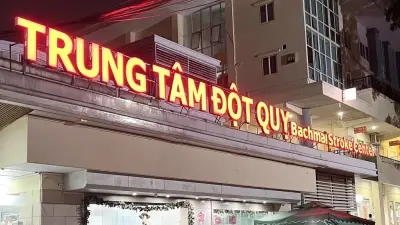 TRUNG TÂM ĐỘT QUỴ
Bachmai Stroke Center